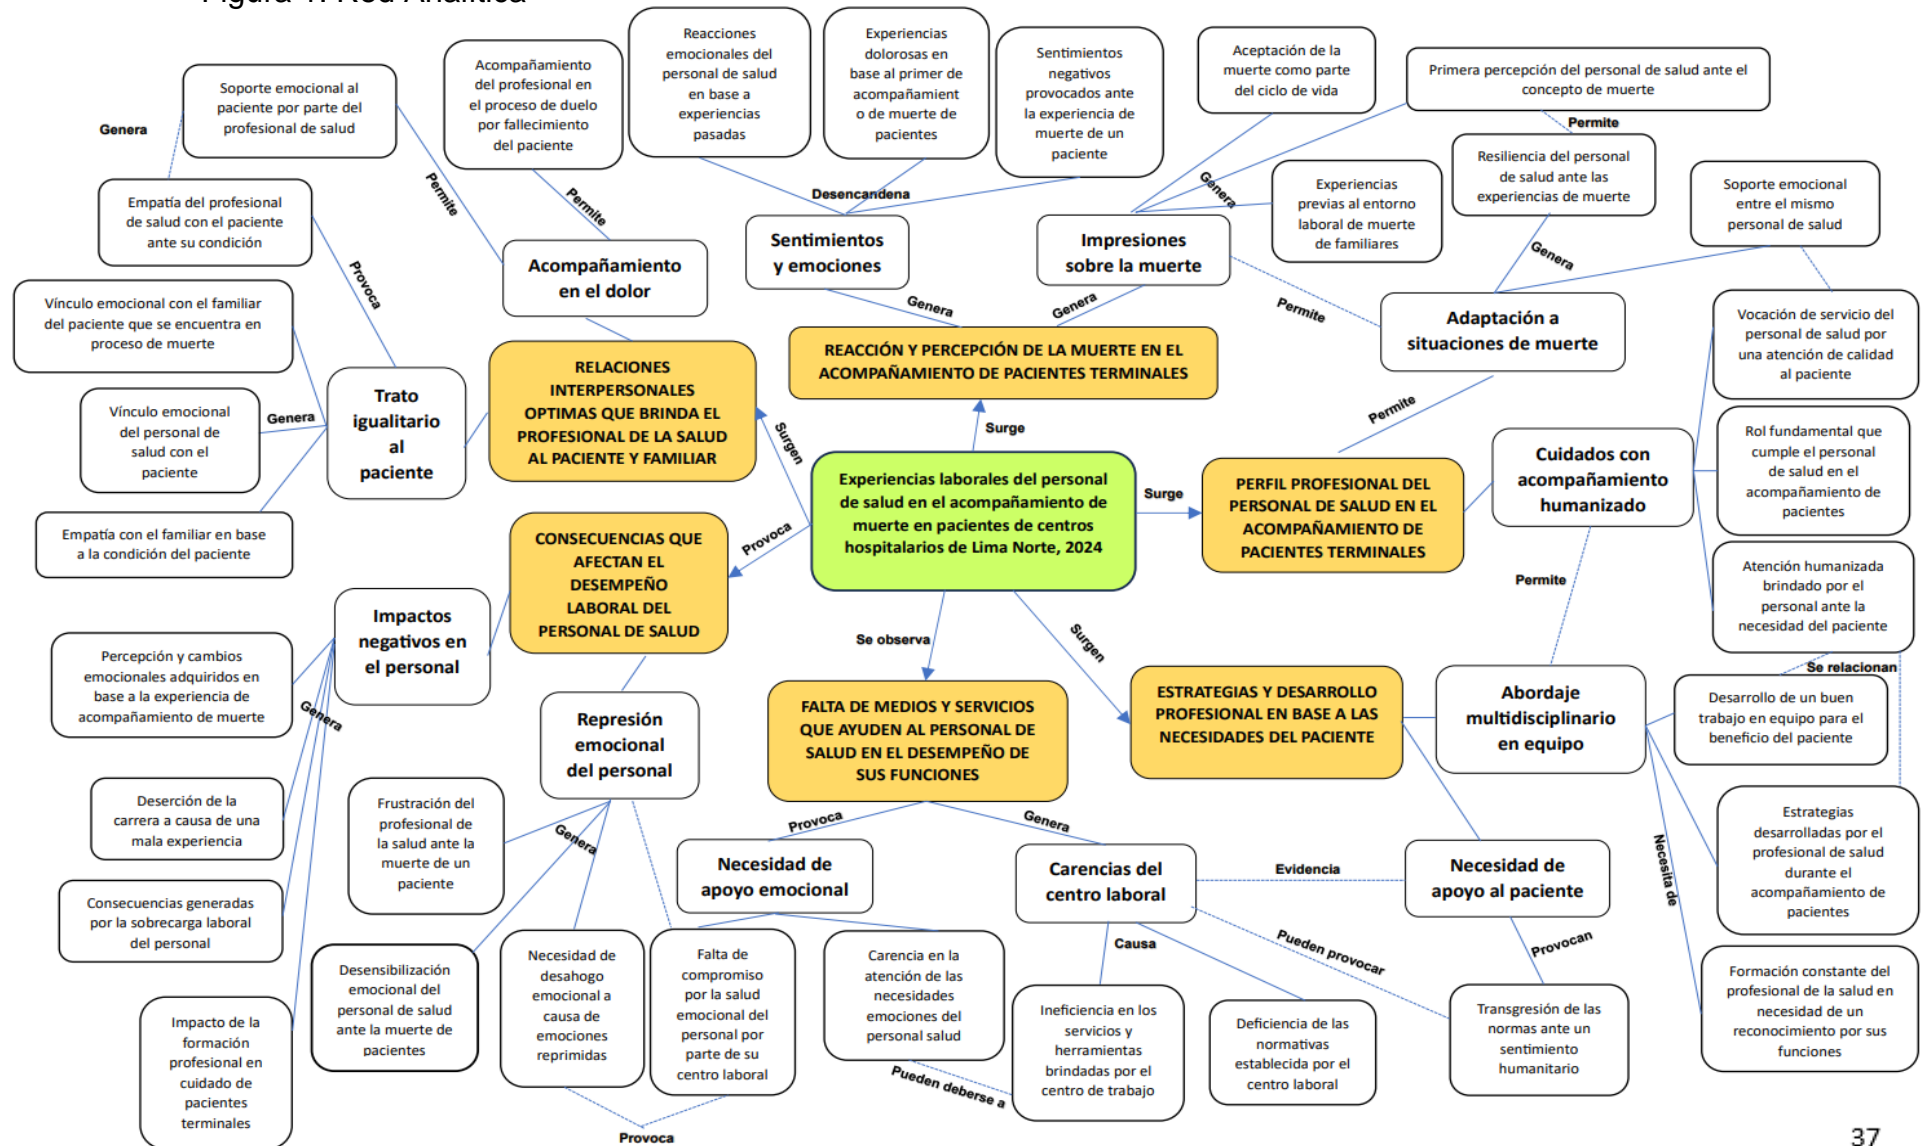 Figura 4. Red Analítica
Reacciones
emocionales del
personal de salud
en base a
experiencias
pasadas
Experiencias
dolorosas en
base al primer de
acompañamient
o de muerte de
pacientes
Sentimientos
negativos
provocados ante
la experiencia de
muerte de un
paciente
Aceptación de la
muerte como parte
del ciclo de vida
Primera percepción del personal de salud ante el
concepto de muerte
Acompañamiento
del profesional en
el proceso de duelo
por fallecimiento
del paciente
Soporte emocional al
paciente por parte del
profesional de salud
Genera
Permite
Permite
Desencandena
Genera
Permite
Resiliencia del personal
de salud ante las
experiencias de muerte
Experiencias
previas al entorno
laboral de muerte
de familiares
Soporte emocional
entre el mismo
personal de salud
Empatía del profesional
de salud con el paciente
ante su condición
Provoca
Acompañamiento
en el dolor
Sentimientos
y emociones
Impresiones
sobre la muerte
Genera
Genera
Permite
Genera
Adaptación a
situaciones de muerte
Vínculo emocional con el familiar
del paciente que se encuentra en
proceso de muerte
Vínculo emocional
del personal de
salud con el
paciente
Genera
Empatía con el familiar en base
a la condición del paciente
Trato
igualitario
al
paciente
RELACIONES
INTERPERSONALES
OPTIMAS QUE BRINDA EL
PROFESIONAL DE LA SALUD
AL PACIENTE Y FAMILIAR
REACCIÓN Y PERCEPCIÓN DE LA MUERTE EN EL
ACOMPAÑAMIENTO DE PACIENTES TERMINALES
Surgen
Surge
Permite
Vocación de servicio del
personal de salud por
una atención de calidad
al paciente
Rol fundamental que
cumple el personal
de salud en el
acompañamiento de
pacientes
Atención humanizada
brindado por el
personal ante la
necesidad del paciente
Cuidados con
acompañamiento
humanizado
PERFIL PROFESIONAL DEL
PERSONAL DE SALUD EN EL
ACOMPAÑAMIENTO DE
PACIENTES TERMINALES
Surge
Experiencias laborales del personal
de salud en el acompañamiento de
muerte en pacientes de centros
hospitalarios de Lima Norte, 2024
Provoca
CONSECUENCIAS QUE
AFECTAN EL
DESEMPEÑO
LABORAL DEL
PERSONAL DE SALUD
Se observa
Surgen
Permite
Impactos
negativos en
el personal
Percepción y cambios
emocionales adquiridos en
base a la experiencia de
acompañamiento de muerte
Genera
Deserción de la
carrera a causa de una
mala experiencia
Consecuencias generadas
por la sobrecarga laboral
del personal
Impacto de la
formación
profesional en
cuidado de
pacientes
terminales
Represión
emocional
del personal
Frustración del
profesional de
la salud ante la
muerte de un
paciente
Genera
Desensibilización
emocional del
personal de salud
ante la muerte de
pacientes
Necesidad de
desahogo
emocional a
causa de
emociones
reprimidas
Falta de
compromiso
por la salud
emocional del
personal por
parte de su
centro laboral
Provoca
FALTA DE MEDIOS Y SERVICIOS
QUE AYUDEN AL PERSONAL DE
SALUD EN EL DESEMPEÑO DE
SUS FUNCIONES
Provoca
Genera
Necesidad de
apoyo emocional
Carencia en la
atención de las
necesidades
emociones del
personal salud
Pueden deberse a
Carencias del
centro laboral
Causa
Ineficiencia en los
servicios y
herramientas
brindadas por el
centro de trabajo
Deficiencia de las
normativas
establecida por el
centro laboral
Evidencia
Pueden provocar
ESTRATEGIAS Y DESARROLLO
PROFESIONAL EN BASE A LAS
NECESIDADES DEL PACIENTE
Necesidad de
apoyo al paciente
Provocan
Transgresión de las
normas ante un
sentimiento
humanitario
Abordaje
multidisciplinario
en equipo
Se relacionan
Desarrollo de un buen
trabajo en equipo para el
beneficio del paciente
Necesita de
Estrategias
desarrolladas por el
profesional de salud
durante el
acompañamiento de
pacientes
Formación constante del
profesional de la salud en
necesidad de un
reconocimiento por sus
funciones
37